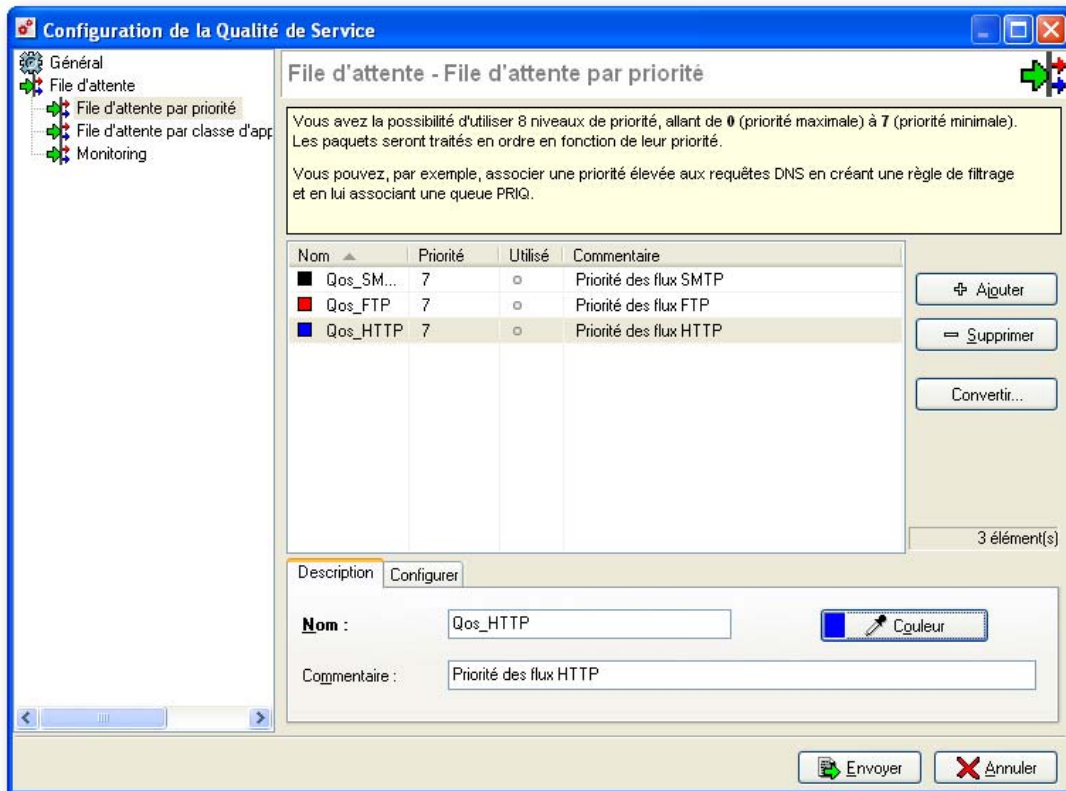 Configuration de la Qualité de Service
Général
File d'attente
File d'attente par priorité
File d'attente par classe d'app
Monitoring
File d'attente - File d'attente par priorité
Vous avez la possibilité d'utiliser 8 niveaux de priorité, allant de 0 (priorité maximale) à 7 (priorité minimale).
Les paquets seront traités en ordre en fonction de leur priorité.
Vous pouvez, par exemple, associer une priorité élevée aux requêtes DNS en créant une règle de filtrage
et en lui associant une queue PRIQ.
Nom Priorité Utilisé Commentaire
Qos_SM... 7 Priorité des flux SMTP
Qos_FTP 7 Priorité des flux FTP
Qos_HTTP 7 Priorité des flux HTTP
Ajouter
Supprimer
Convertir...
3 élément(s)
Description Configurer
Nom : Qos_HTTP Couleur
Commentaire : Priorité des flux HTTP
Envoyer Annuler